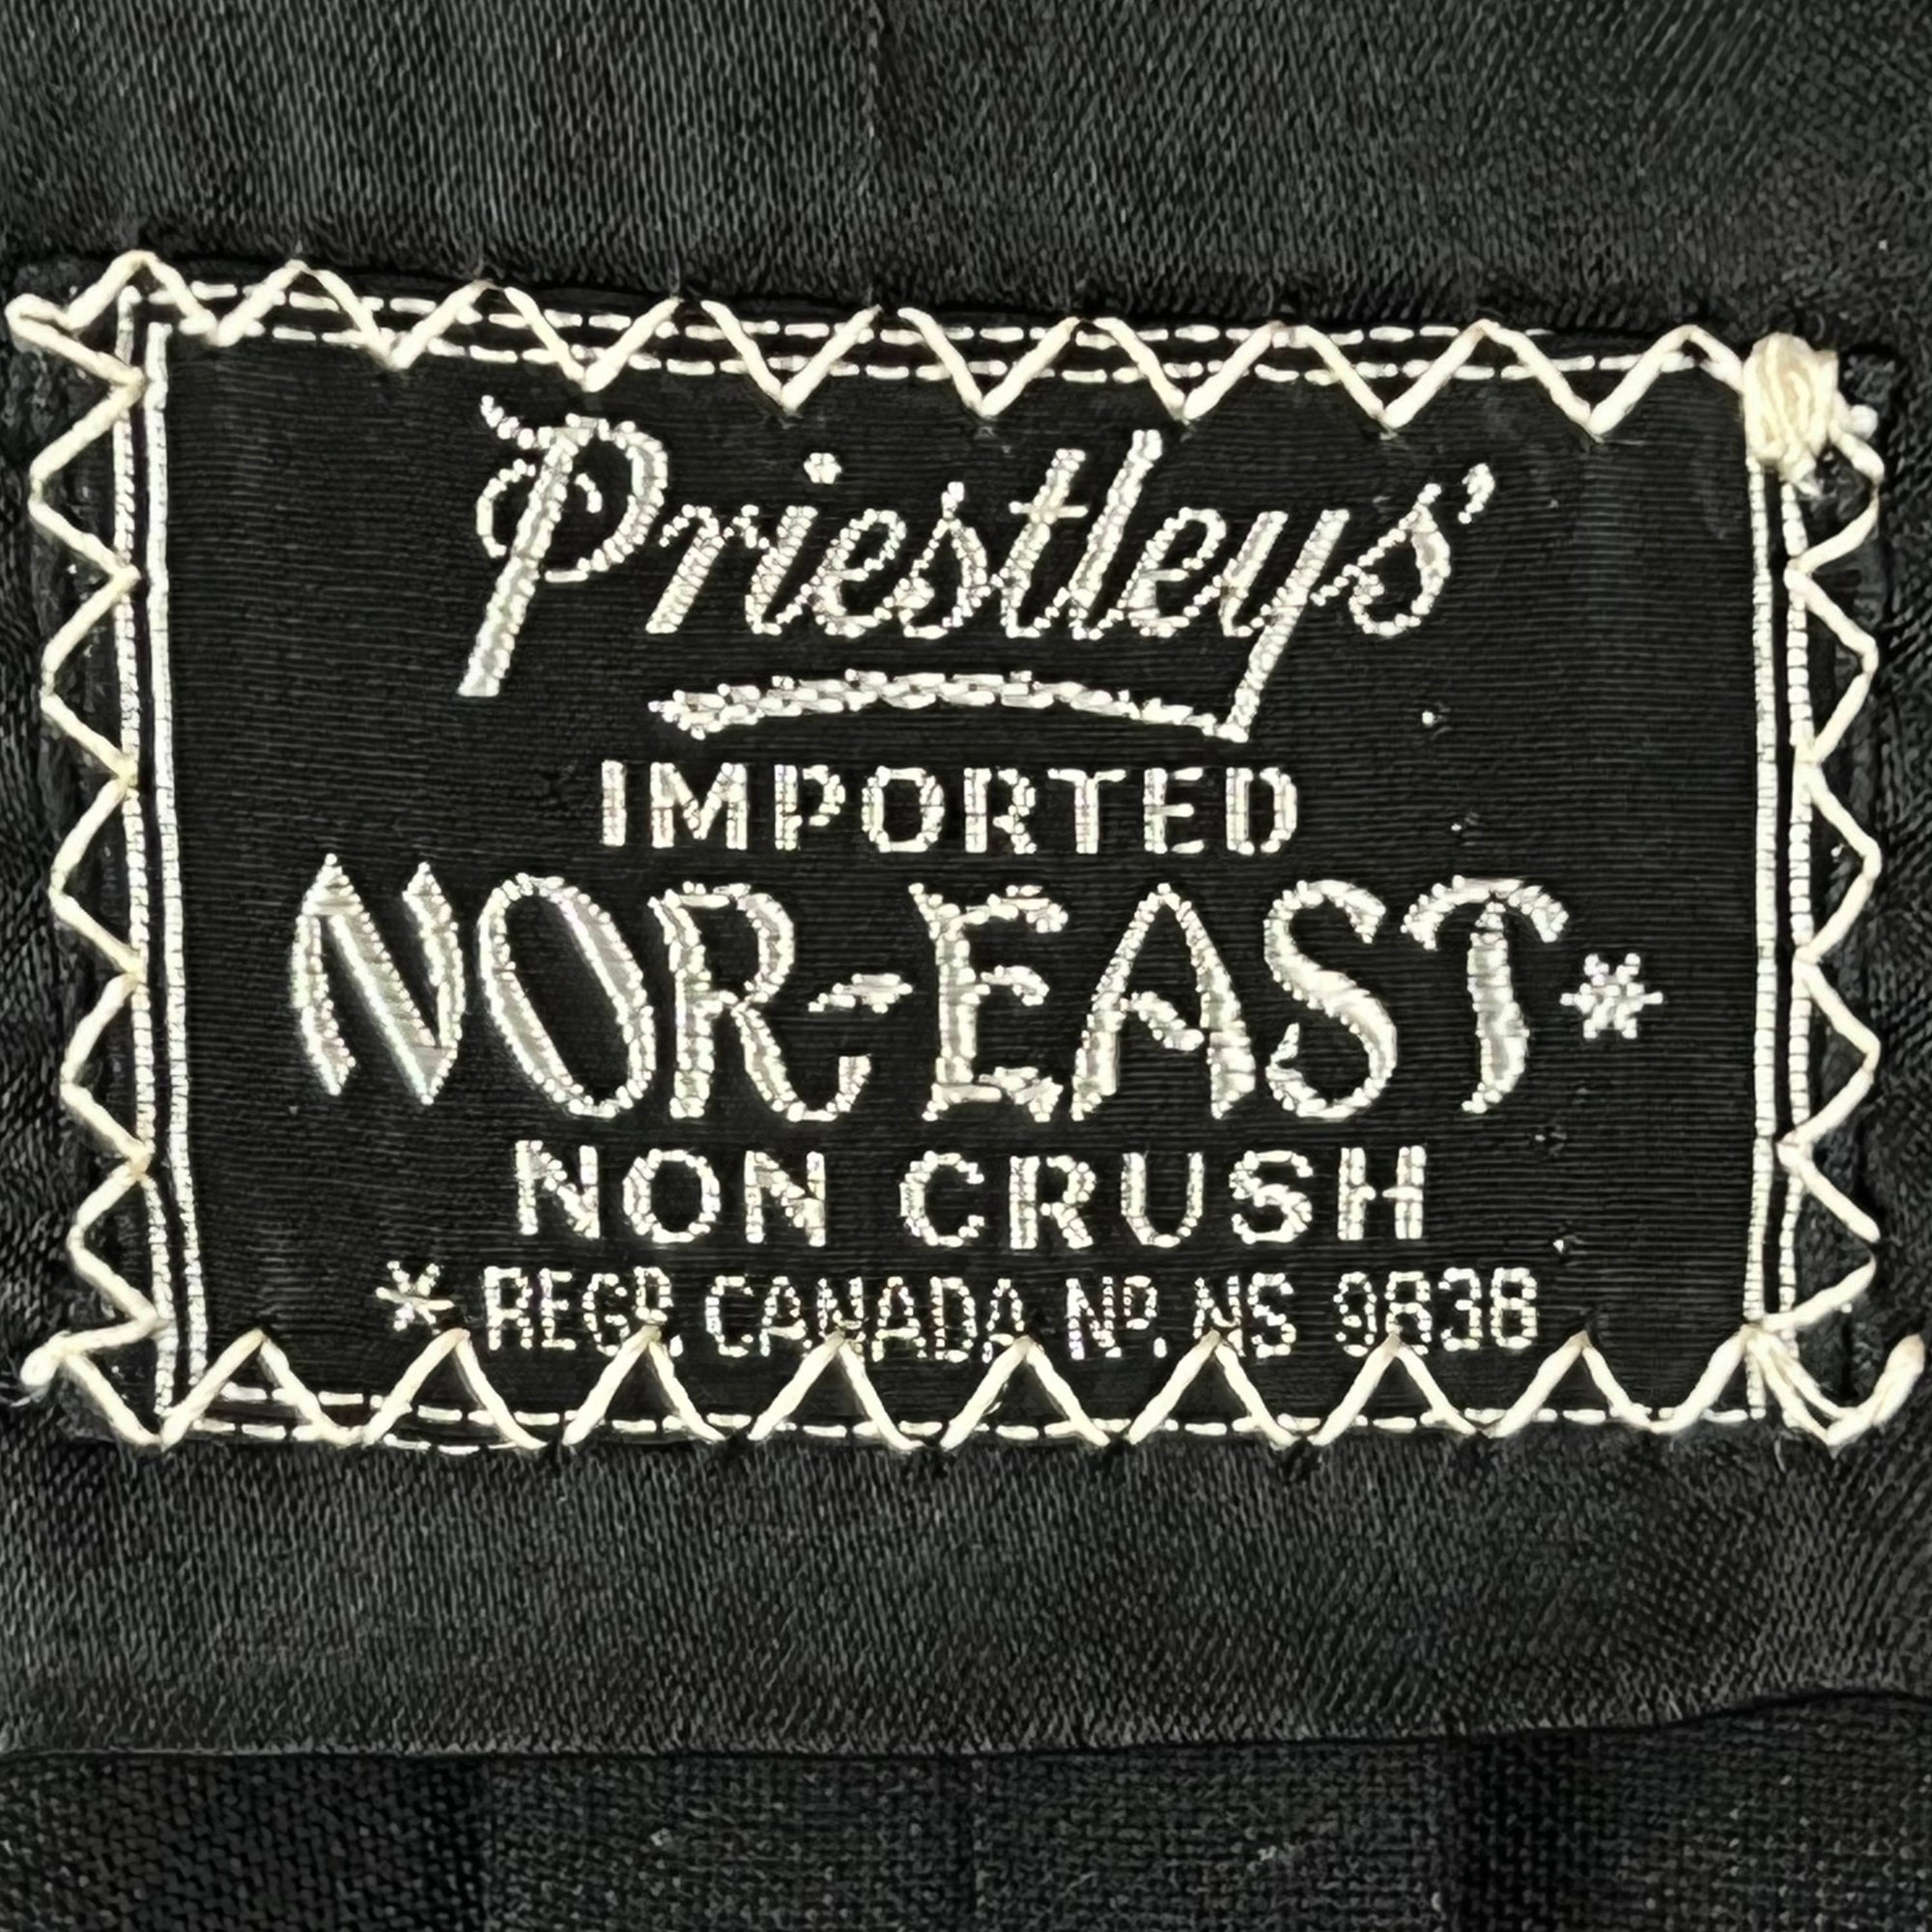 Priestleys'
IMPORTED
NOR-EAST*
NON CRUSH
* REGD. CANADA No. NS 9838